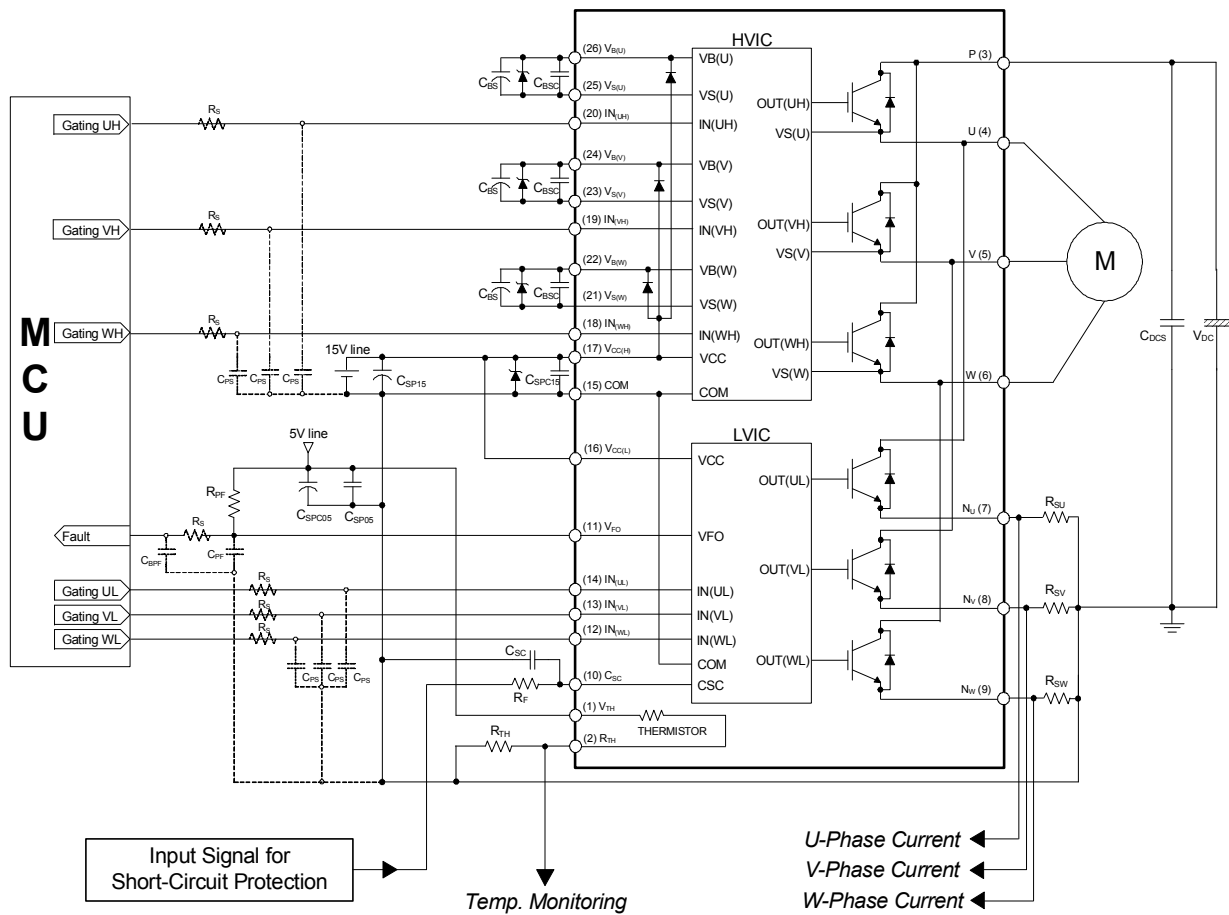 HVIC
(26) VB(U)
VB(U)
P (3)
CBS
CBSC
(25) VS(U)
VS(U)
OUT(UH)
Gating UH
RS
(20) IN(UH)
IN(UH)
VS(U)
U (4)
(24) VB(V)
VB(V)
CBS
CBSC
(23) VS(V)
VS(V)
OUT(VH)
Gating VH
RS
(19) IN(VH)
IN(VH)
VS(V)
V (5)
M
(22) VB(W)
VB(W)
CBS
CBSC
(21) VS(W)
VS(W)
MCU
Gating WH
RS
(18) IN(WH)
IN(WH)
OUT(WH)
CDCS
VDC
15V line
(17) VCC(H)
VCC
VS(W)
W (6)
CPS
CPS
CPS
CSP15
CSPC15
(15) COM
COM
5V line
LVIC
(16) VCC(L)
VCC
OUT(UL)
RPF
CSPC05
CSP05
NU (7)
RSU
Fault
RS
(11) VFO
VFO
CBPF
CPF
OUT(VL)
Gating UL
RS
(14) IN(UL)
IN(UL)
Gating VL
RS
(13) IN(VL)
IN(VL)
NV (8)
RSV
Gating WL
RS
(12) IN(WL)
IN(WL)
CPS
CPS
CPS
CSC
COM
OUT(WL)
RF
(10) CSC
CSC
NW (9)
RSW
(1) VTH
THERMISTOR
RTH
(2) RTH
Input Signal for
Short-Circuit Protection
Temp. Monitoring
U-Phase Current
V-Phase Current
W-Phase Current